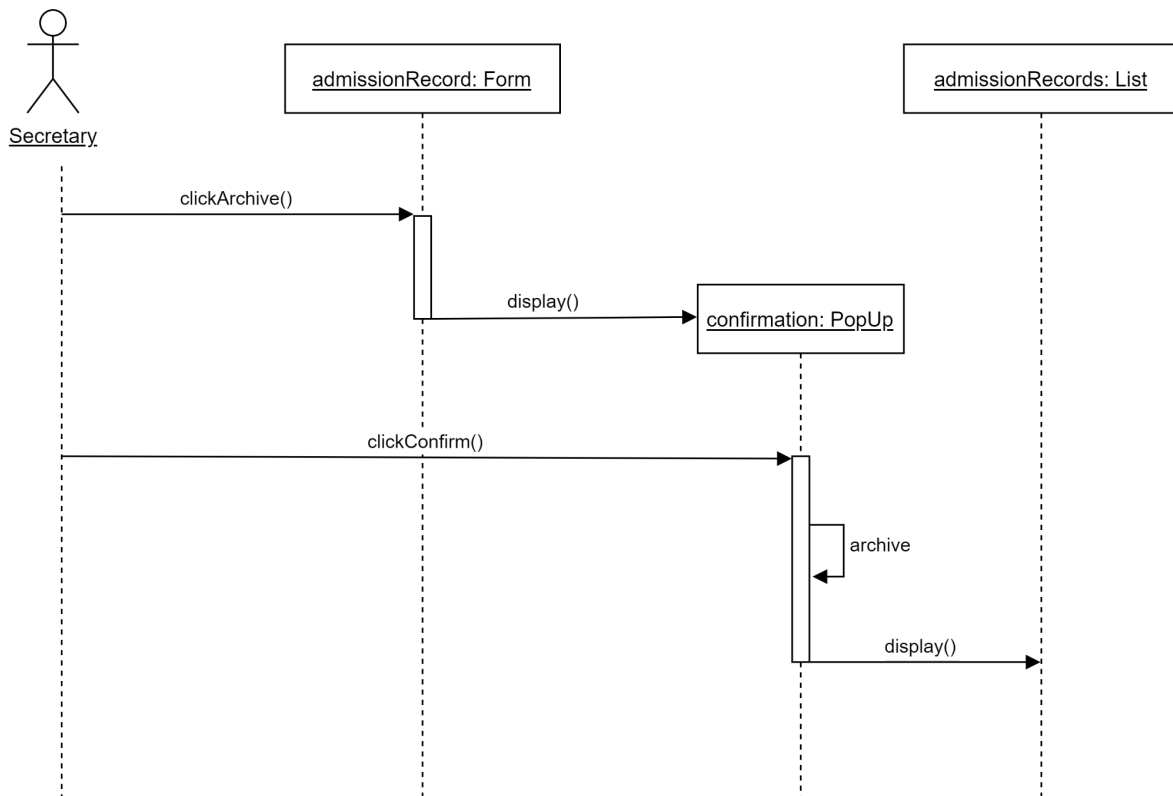 admissionRecord: Form
admissionRecords: List
Secretary
clickArchive()
display()
confirmation: PopUp
clickConfirm()
archive
display()